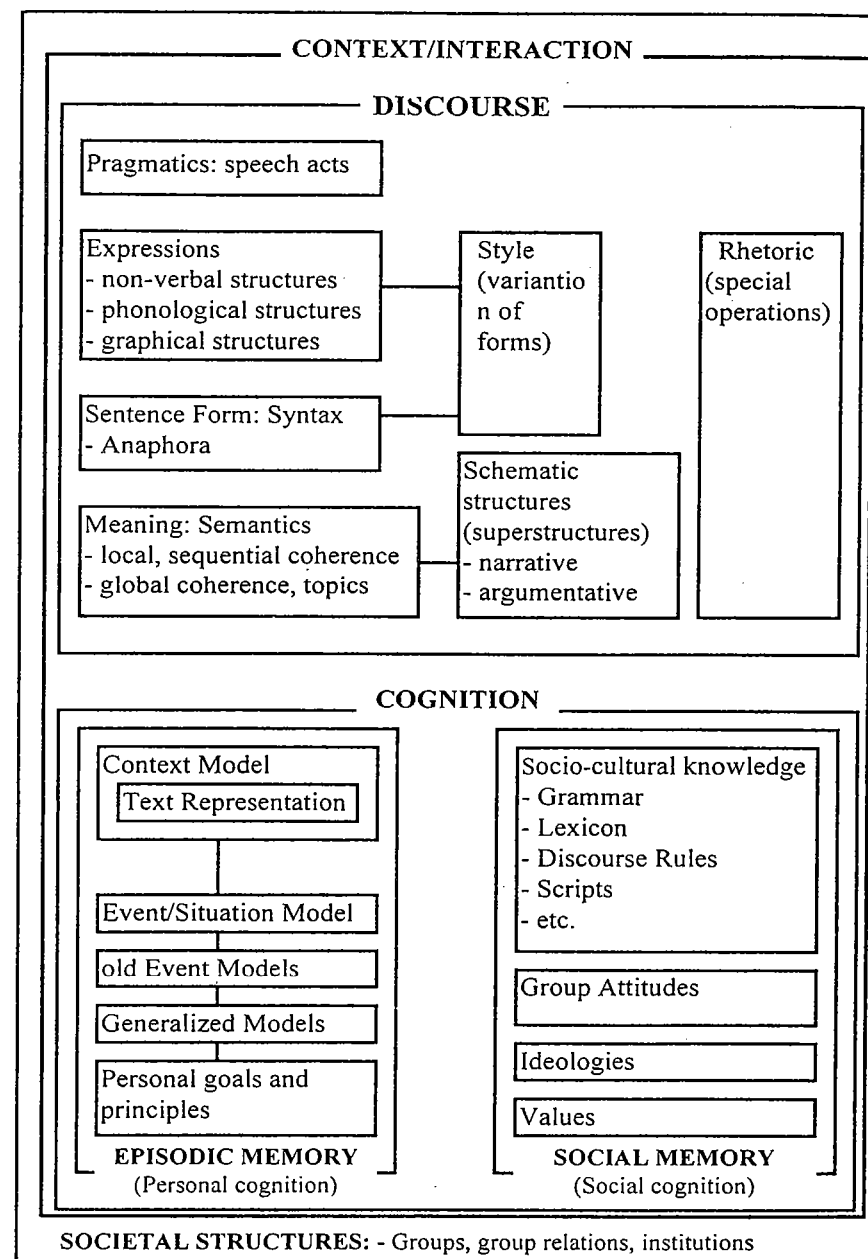 CONTEXT/INTERACTION
DISCOURSE
Pragmatics: speech acts
Expressions
- non-verbal structures
- phonological structures
- graphical structures
Style
(variantio
n of
forms)
Rhetoric
(special
operations)
Sentence Form: Syntax
- Anaphora
Meaning: Semantics
- local, sequential coherence
- global coherence, topics
Schematic
structures
(superstructures)
- narrative
- argumentative
COGNITION
Context Model
Text Representation
Event/Situation Model
old Event Models
Generalized Models
Personal goals and
principles
EPISODIC MEMORY
(Personal cognition)
Socio-cultural knowledge
- Grammar
- Lexicon
- Discourse Rules
- Scripts
- etc.
Group Attitudes
Ideologies
Values
SOCIAL MEMORY
(Social cognition)
SOCIETAL STRUCTURES: - Groups, group relations, institutions